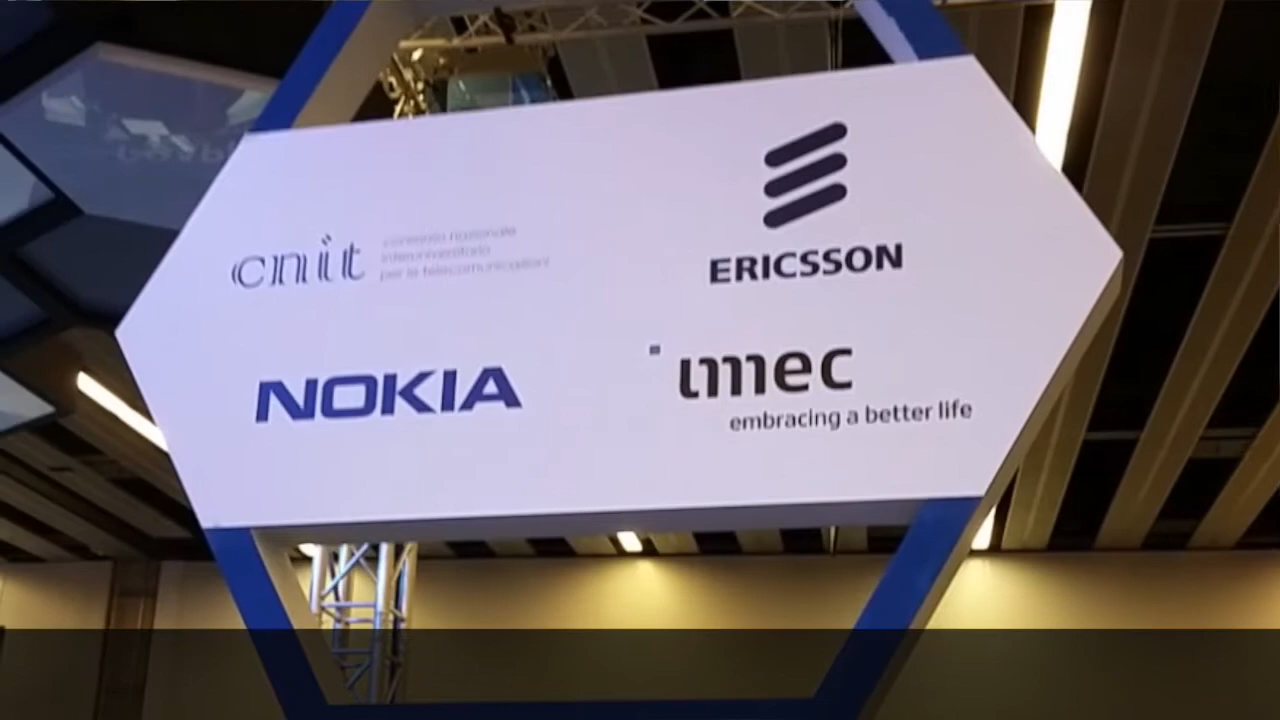 cnit
consorzio nazionale
interuniversitario
per le telecomunicazioni
ERICSSON
NOKIA
imec
embracing a better life